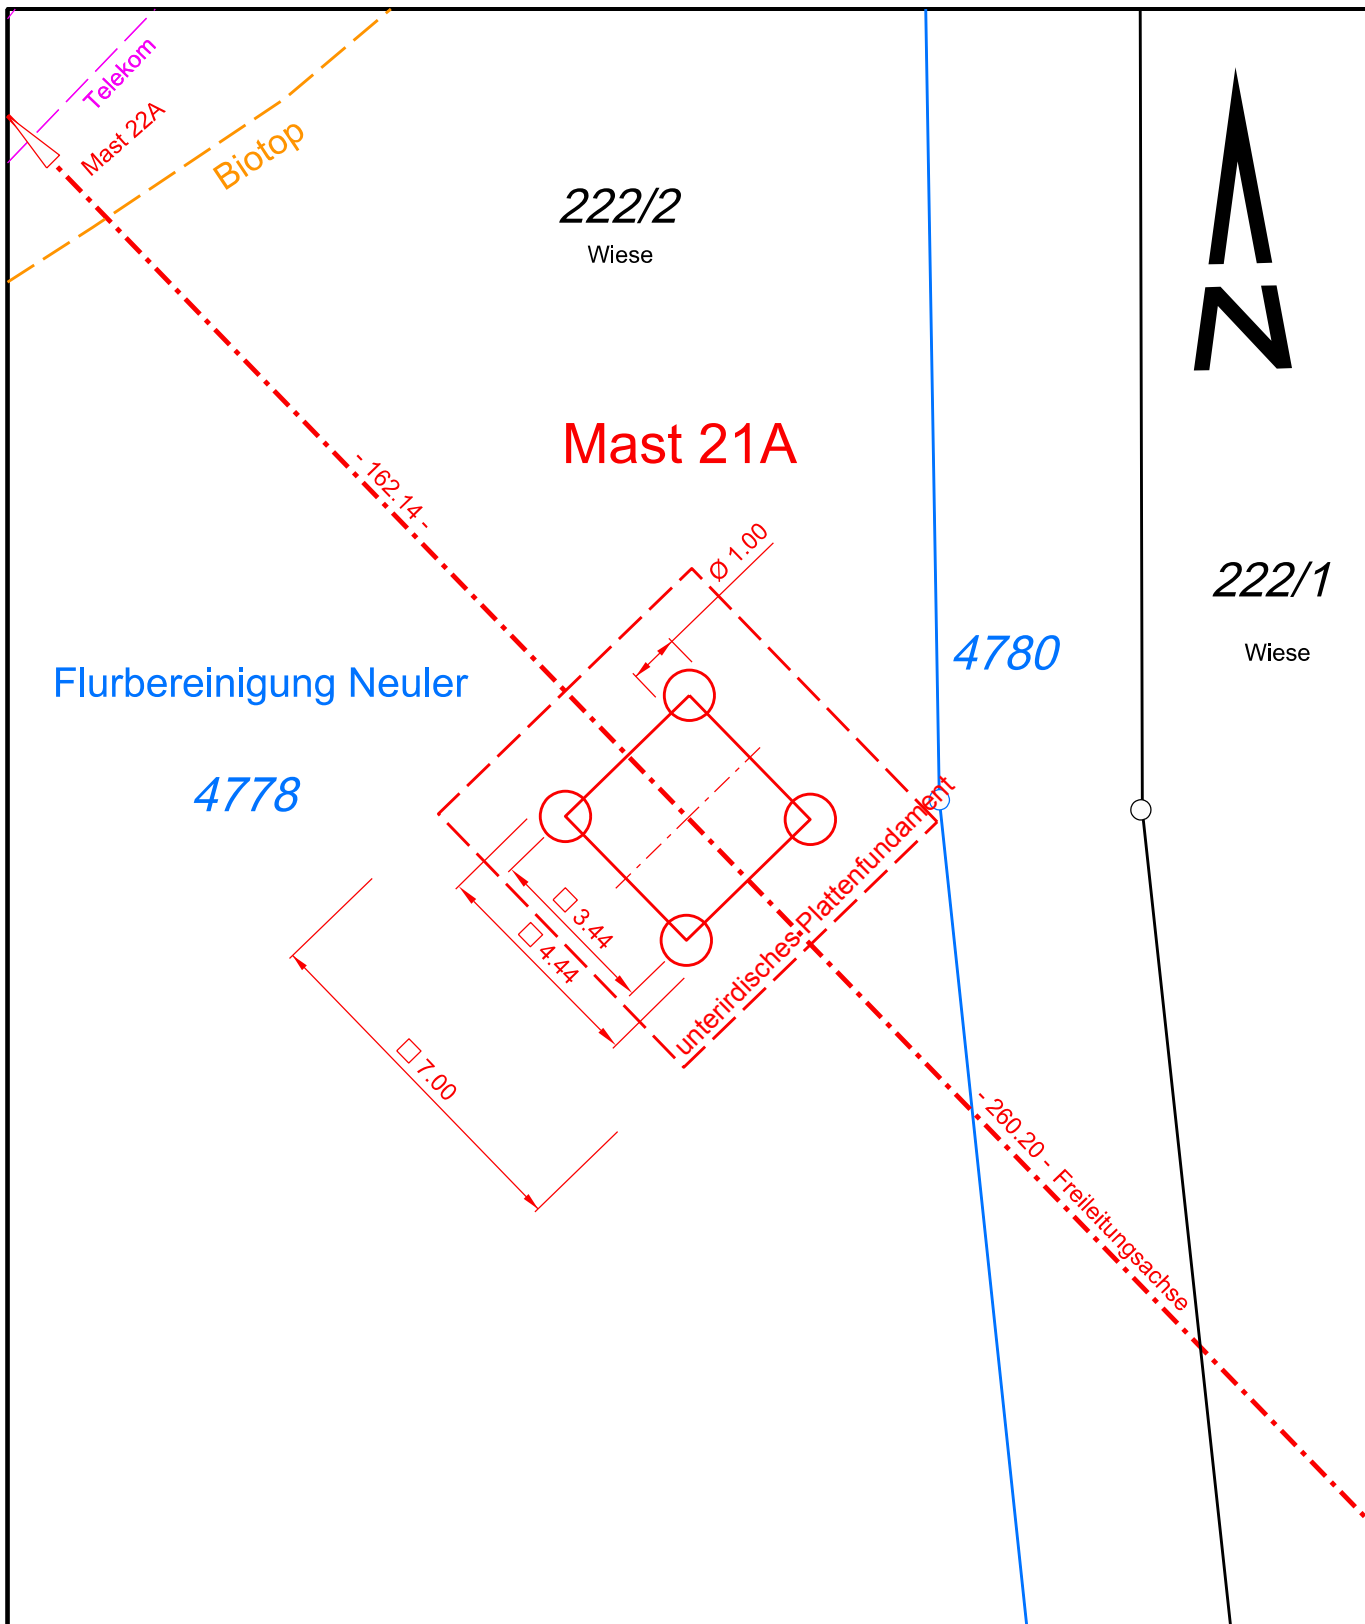 Telekom
Mast 22A
Biotop
222/2
Wiese
N
Mast 21A
- 162.14 -
Ø 1.00
222/1
Wiese
4780
Flurbereinigung Neuler
4778
unterirdisches Plattenfundament
□ 3.44
□ 4.44
□ 7.00
- 260.20 - Freileitungsachse